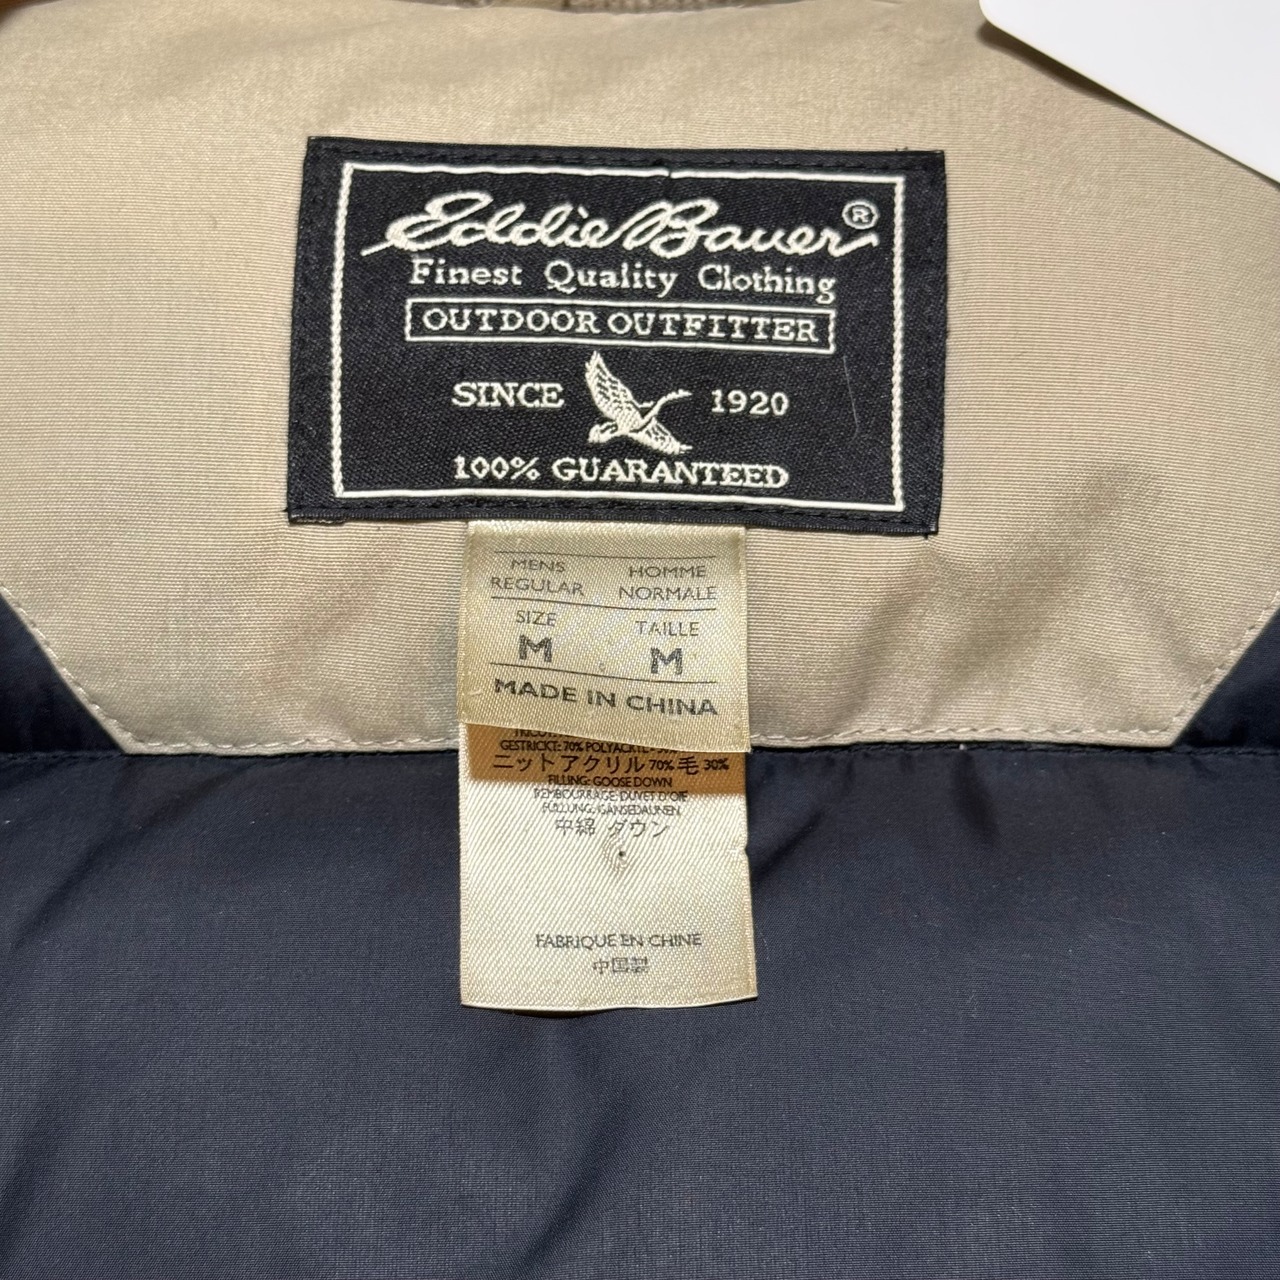 Eddie Bauer®
Finest Quality Clothing
OUTDOOR OUTFITTER
SINCE 1920
100% GUARANTEED
MENS HOMME
REGULAR NORMALE
SIZE TAILLE
M M
MADE IN CHINA
GESTRICKT: 70% POLYACRYL
ニットアクリル 70% 毛 30%
FILLING: GOOSE DOWN
REMBOURRAGE: DUVET D'OIE
FULLUNG: GÄNSEDAUNEN
中綿 ダウン
FABRIQUE EN CHINE
中国製